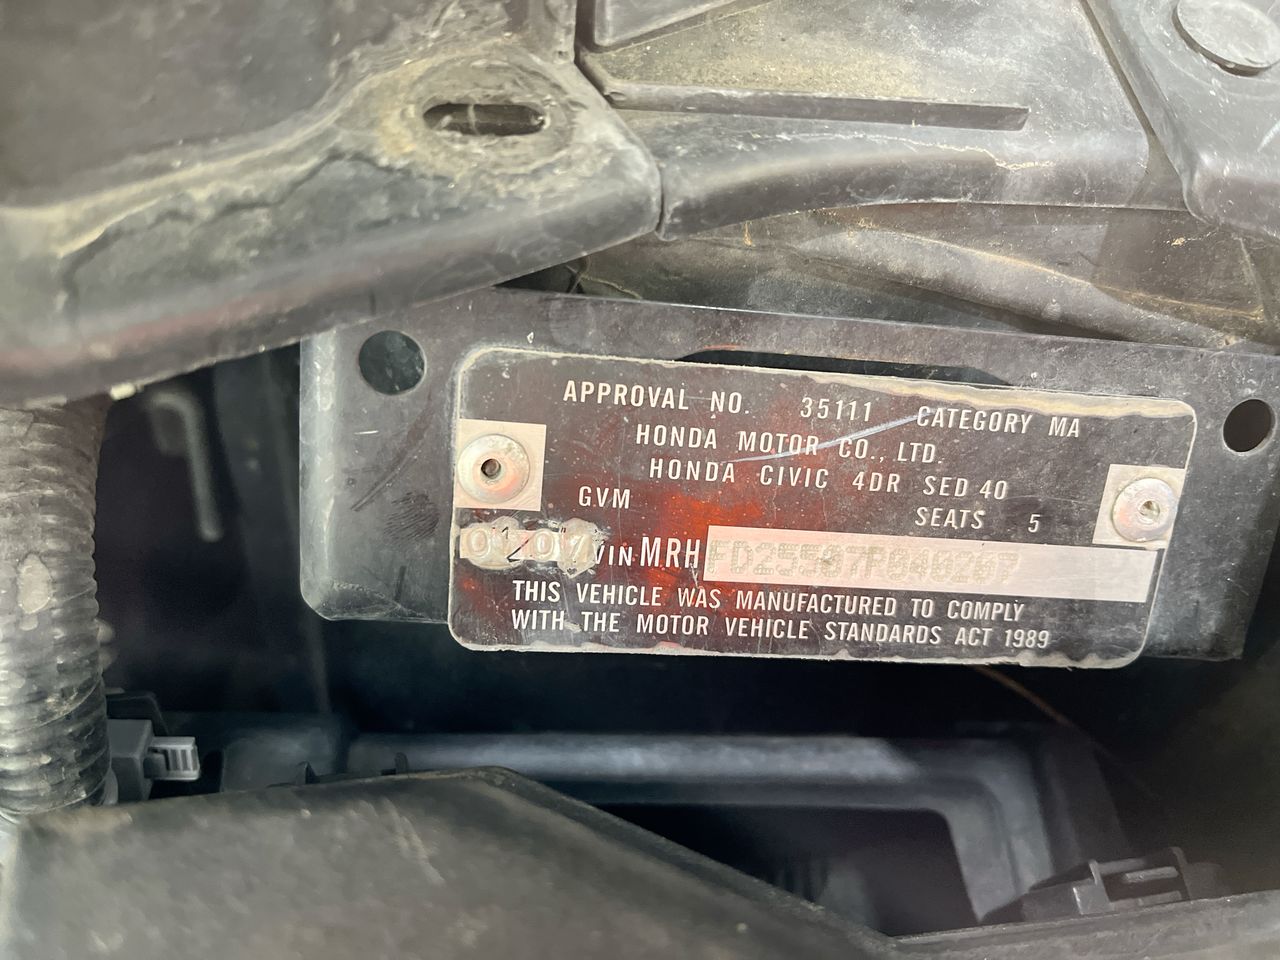 APPROVAL NO. 35111 CATEGORY MA
HONDA MOTOR CO., LTD.
HONDA CIVIC 4DR SED 40
GVM
SEATS 5
VIN MRH
THIS VEHICLE WAS MANUFACTURED TO COMPLY
WITH THE MOTOR VEHICLE STANDARDS ACT 1989